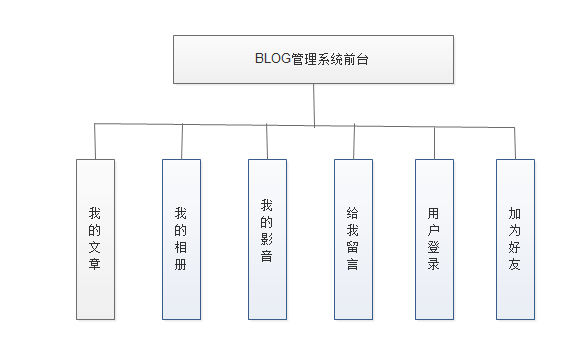 BLOG管理系统前台
我的文章
我的相册
我的影音
给我留言
用户登录
加为好友